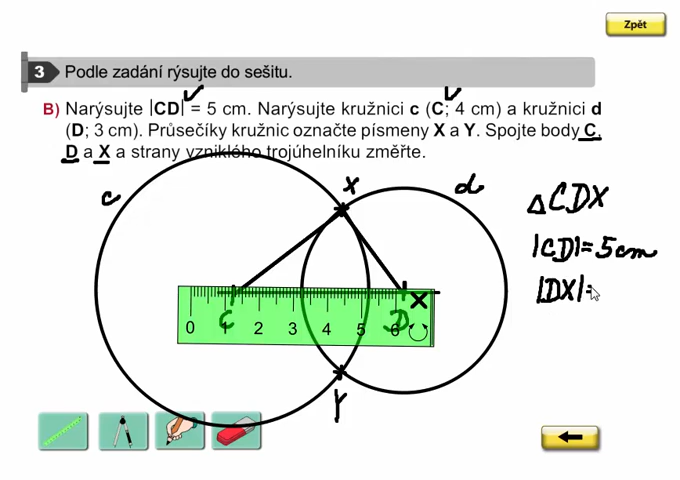 Zpět
3 Podle zadání rýsujte do sešitu.
B) Narýsujte |CD| = 5 cm. Narýsujte kružnici c (C; 4 cm) a kružnici d
(D; 3 cm). Průsečíky kružnic označte písmeny X a Y. Spojte body C,
D a X a strany vzniklého trojúhelníku změřte.
c
X
d
△CDX
|CD|=5cm
|DX|=
C
D
0 1 2 3 4 5 6
Y